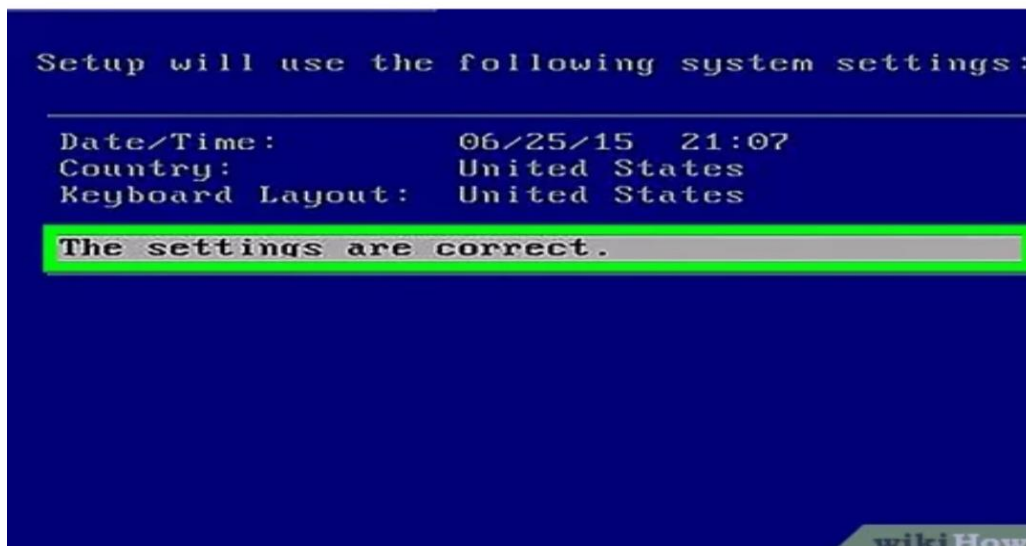 Setup will use the following system settings:
Date/Time: 06/25/15 21:07
Country: United States
Keyboard Layout: United States
The settings are correct.
wikiHow